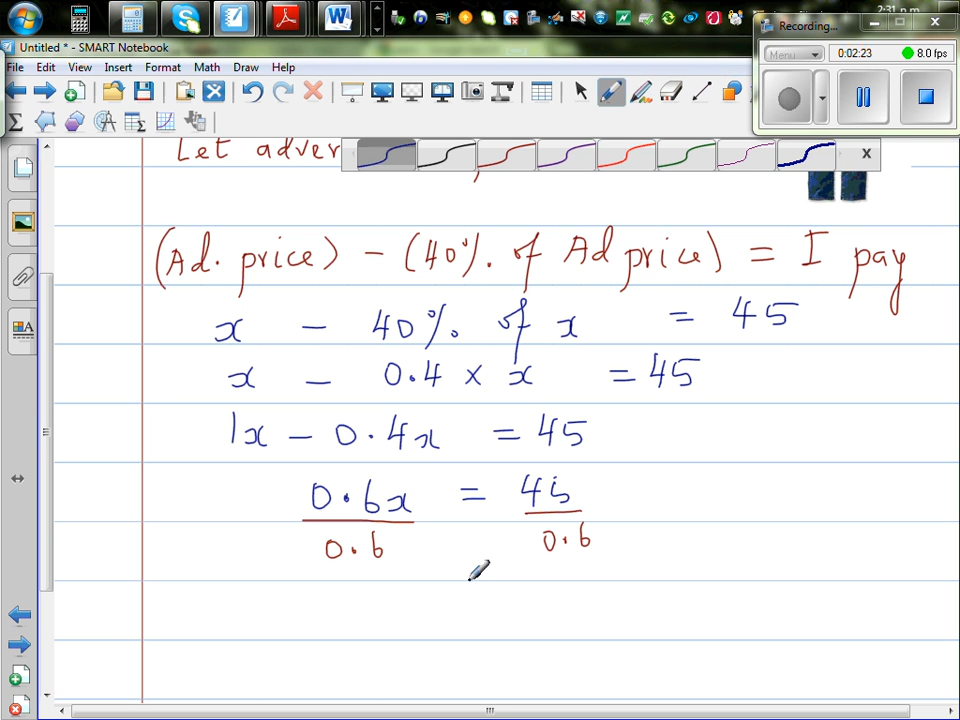 2:31 p.m.
Recording...
Untitled * - SMART Notebook
Menu
0:02:23
8.0 fps
File Edit View Insert Format Math Draw Help
Let adver
(Ad. price) - (40% of Ad price) = I pay
x - 40% of x = 45
x - 0.4 × x = 45
1x - 0.4x = 45
0.6x = 45
0.6 0.6